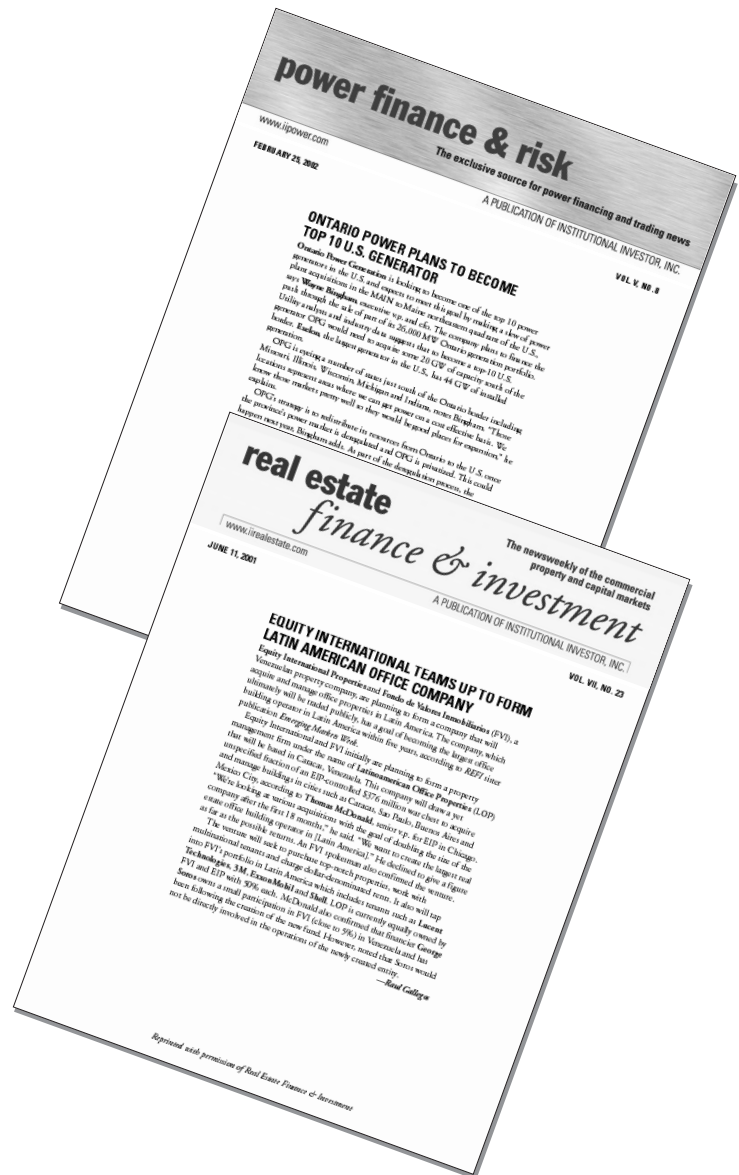 power finance & risk
The exclusive source for power financing and trading news
www.iipower.com
A PUBLICATION OF INSTITUTIONAL INVESTOR, INC.
FEBRUARY 25, 2002
VOL. V, NO. 8
ONTARIO POWER PLANS TO BECOME
TOP 10 U.S. GENERATOR
Ontario Power Generation is looking to become one of the top 10 power
generators in the U.S. and expects to meet this goal by making a slew of power
plant acquisitions in the MAIN to Maine northeastern quadrant of the U.S.,
says Wayne Bingham, executive v.p. and cfo. The company plans to finance the
push through the sale of part of its 26,000 MW Ontario generation portfolio.
Utility analysts and industry data suggests that to become a top-10 U.S.
generator OPG would need to acquire some 20 GW of capacity south of the
border. Exelon, the largest generator in the U.S., has 44 GW of installed
generation.
OPG is eyeing a number of states just south of the Ontario border including
Missouri, Illinois, Wisconsin, Michigan and Indiana, notes Bingham. "Those
locations represent areas where we can get power on a cost effective basis. We
know those markets pretty well so they would be good places for expansion," he
explains.
OPG's strategy is to redistribute its resources from Ontario to the U.S. once
the province's power market is deregulated and OPG is privatized. This could
happen next year, Bingham adds. As part of the deregulation process, the
real estate
finance & investment
The newsweekly of the commercial
property and capital markets
www.iirealestate.com
A PUBLICATION OF INSTITUTIONAL INVESTOR, INC.
JUNE 11, 2001
VOL. VII, NO. 23
EQUITY INTERNATIONAL TEAMS UP TO FORM
LATIN AMERICAN OFFICE COMPANY
Equity International Properties and Fondo de Valores Inmobiliarios (FVI), a
Venezuelan property company, are planning to form a company that will
acquire and manage office properties in Latin America. The company, which
ultimately will be traded publicly, has a goal of becoming the largest office
building operator in Latin America within five years, according to REFI sister
publication Emerging Markets Week.
Equity International and FVI initially are planning to form a property
management firm under the name of Latinoamerican Office Properties (LOP)
that will be based in Caracas, Venezuela. This company will draw a yet
unspecified fraction of an EIP-controlled $376 million war chest to acquire
and manage buildings in cities such as Caracas, Sao Paulo, Buenos Aires and
Mexico City, according to Thomas McDonald, senior v.p. for EIP in Chicago.
"We're looking at various acquisitions with the goal of doubling the size of the
company after the first 18 months," he said. "We want to create the largest real
estate office building operator in [Latin America]." He declined to give a figure
as far as the possible returns. An FVI spokesman also confirmed the venture.
The venture will seek to purchase top-notch properties, work with
multinational tenants and charge dollar-denominated rents. It also will tap
into FVI's portfolio in Latin America which includes tenants such as Lucent
Technologies, 3M, ExxonMobil and Shell. LOP is currently equally owned by
FVI and EIP with 50% each. McDonald also confirmed that financier George
Soros owns a small participation in FVI (close to 5%) in Venezuela and has
been following the creation of the new fund. However, noted that Soros would
not be directly involved in the operations of the newly created entity.
—Raul Gallegos
Reprinted with permission of Real Estate Finance & Investment